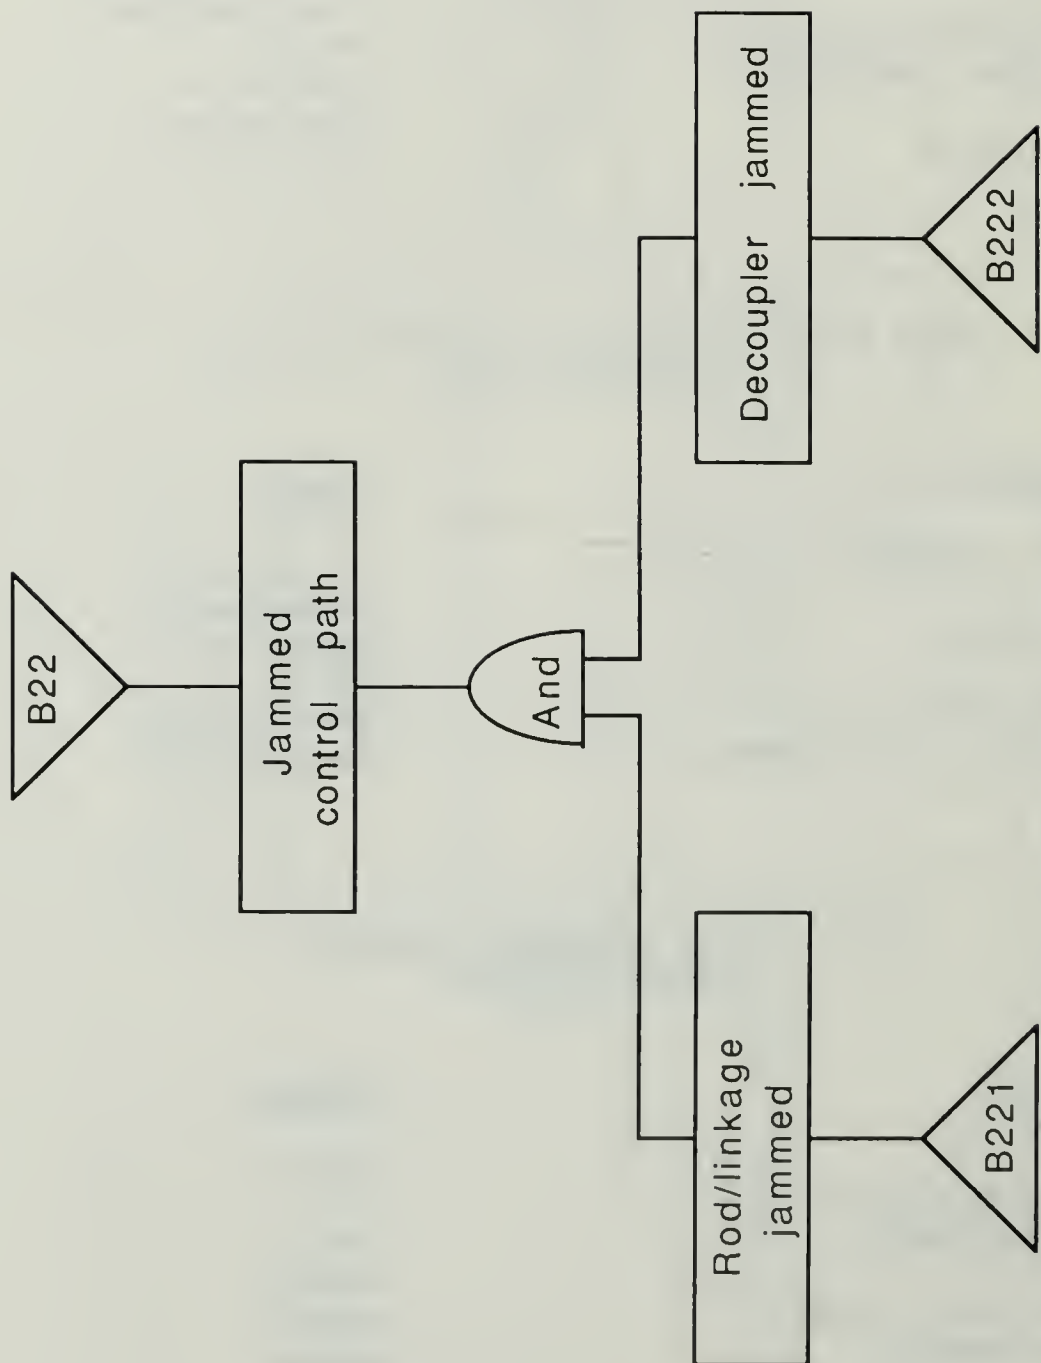 B22
Jammed
control path
And
Rod/linkage
jammed
Decoupler jammed
B221
B222